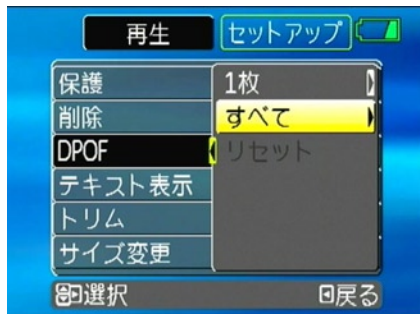 再生 セットアップ
保護 1枚
削除 すべて
DPOF リセット
テキスト表示
トリム
サイズ変更
選択 戻る